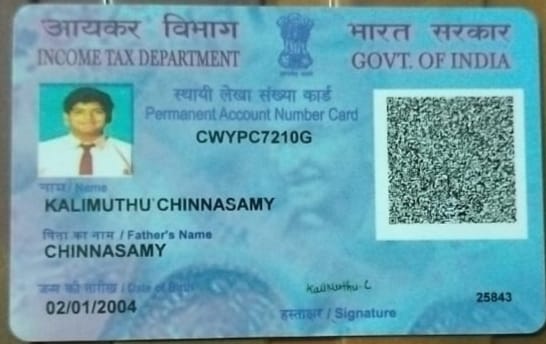 आयकर विभाग भारत सरकार
INCOME TAX DEPARTMENT GOVT. OF INDIA
स्थायी लेखा संख्या कार्ड
Permanent Account Number Card
CWYPC7210G
नाम / Name
KALIMUTHU CHINNASAMY
पिता का नाम / Father's Name
CHINNASAMY
जन्म की तारीख / Date of Birth
02/01/2004
Kalimuthu. C
हस्ताक्षर / Signature
25843